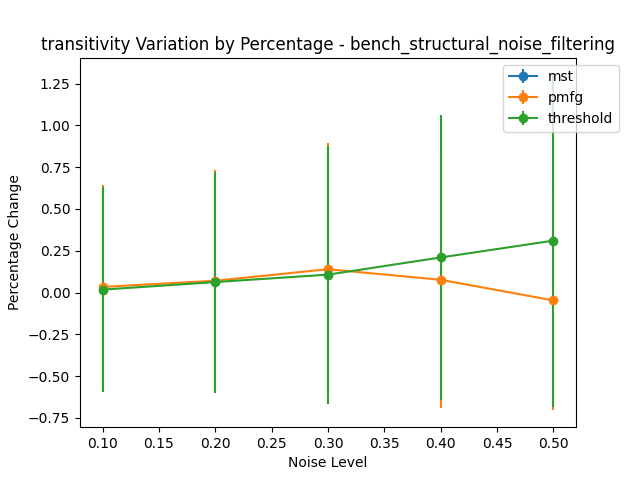 transitivity Variation by Percentage - bench_structural_noise_filtering
mst
pmfg
threshold
Percentage Change
1.25
1.00
0.75
0.50
0.25
0.00
−0.25
−0.50
−0.75
0.10 0.15 0.20 0.25 0.30 0.35 0.40 0.45 0.50
Noise Level